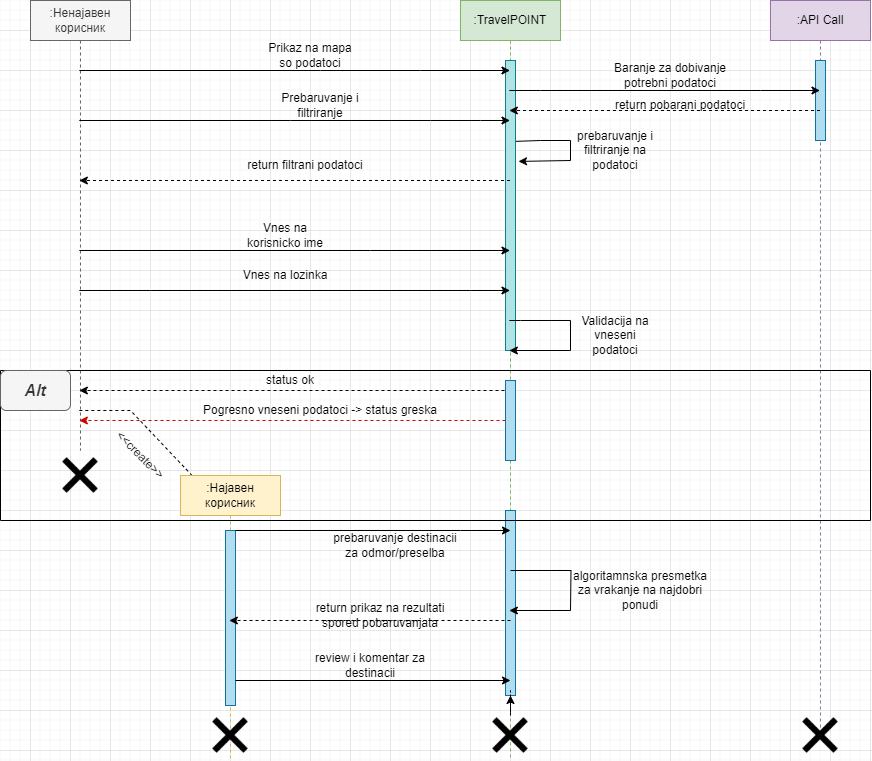 :Ненајавен
корисник
:TravelPOINT
:API Call
Prikaz na mapa
so podatoci
Baranje za dobivanje
potrebni podatoci
Prebaruvanje i
filtriranje
return pobarani podatoci
prebaruvanje i
filtriranje na
podatoci
return filtrani podatoci
Vnes na
korisnicko ime
Vnes na lozinka
Validacija na
vneseni
podatoci
Alt
status ok
Pogresno vneseni podatoci -> status greska
<<create>>
:Најавен
корисник
prebaruvanje destinacii
za odmor/preselba
algoritamnska presmetka
za vrakanje na najdobri
ponudi
return prikaz na rezultati
spored pobaruvanjata
review i komentar za
destinacii